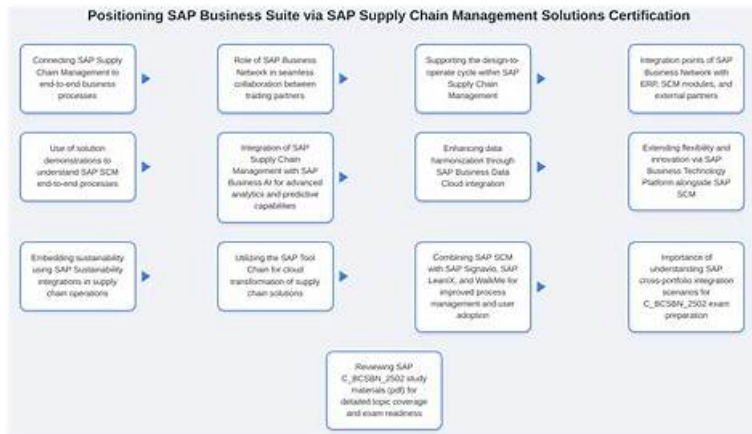 Positioning SAP Business Suite via SAP Supply Chain Management Solutions Certification
Connecting SAP Supply
Chain Management to
end-to-end business
processes
Role of SAP Business
Network in seamless
collaboration between
trading partners
Supporting the design-to-
operate cycle within SAP
Supply Chain
Management
Integration points of SAP
Business Network with
ERP, SCM modules, and
external partners
Use of solution
demonstrations to
understand SAP SCM
end-to-end processes
Integration of SAP
Supply Chain
Management with SAP
Business AI for advanced
analytics and predictive
capabilities
Enhancing data
harmonization through
SAP Business Data
Cloud integration
Extending flexibility and
innovation via SAP
Business Technology
Platform alongside SAP
SCM
Embedding sustainability
using SAP Sustainability
integrations in supply
chain operations
Utilizing the SAP Tool
Chain for cloud
transformation of supply
chain solutions
Combining SAP SCM
with SAP Signavio, SAP
LeanIX, and WalkMe for
improved process
management and user
adoption
Importance of
understanding SAP
cross-portfolio integration
scenarios for
C_BCSBN_2502 exam
preparation
Reviewing SAP
C_BCSBN_2502 study
materials (pdf) for
detailed topic coverage
and exam readiness